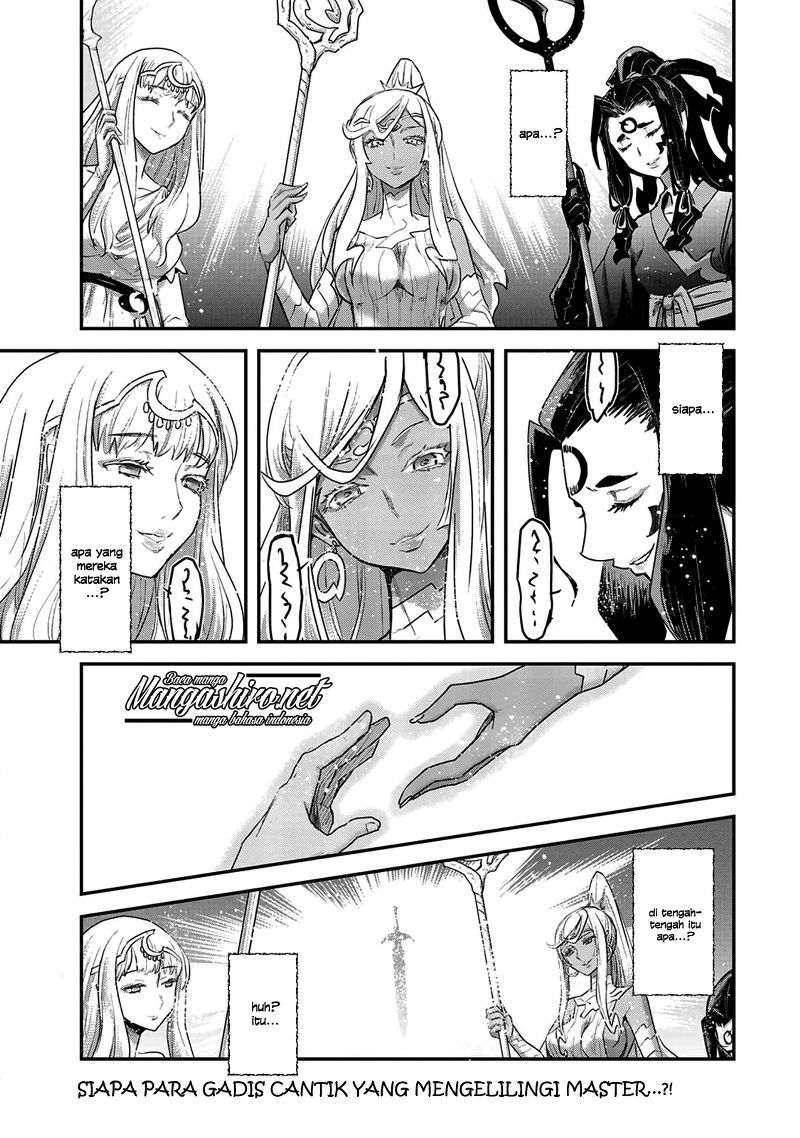 apa...?
siapa...
apa yang
mereka
katakan
...?
Baca manga
Mangashiro.net
manga bahasa indonesia
di tengah-
tengah itu
apa...?
huh?
itu...
SIAPA PARA GADIS CANTIK YANG MENGELILINGI MASTER...?!